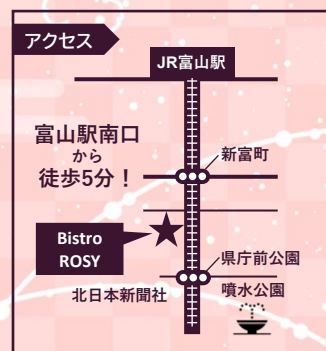 アクセス
JR富山駅
富山駅南口
から
徒歩5分！
新富町
Bistro
ROSY
県庁前公園
北日本新聞社
噴水公園